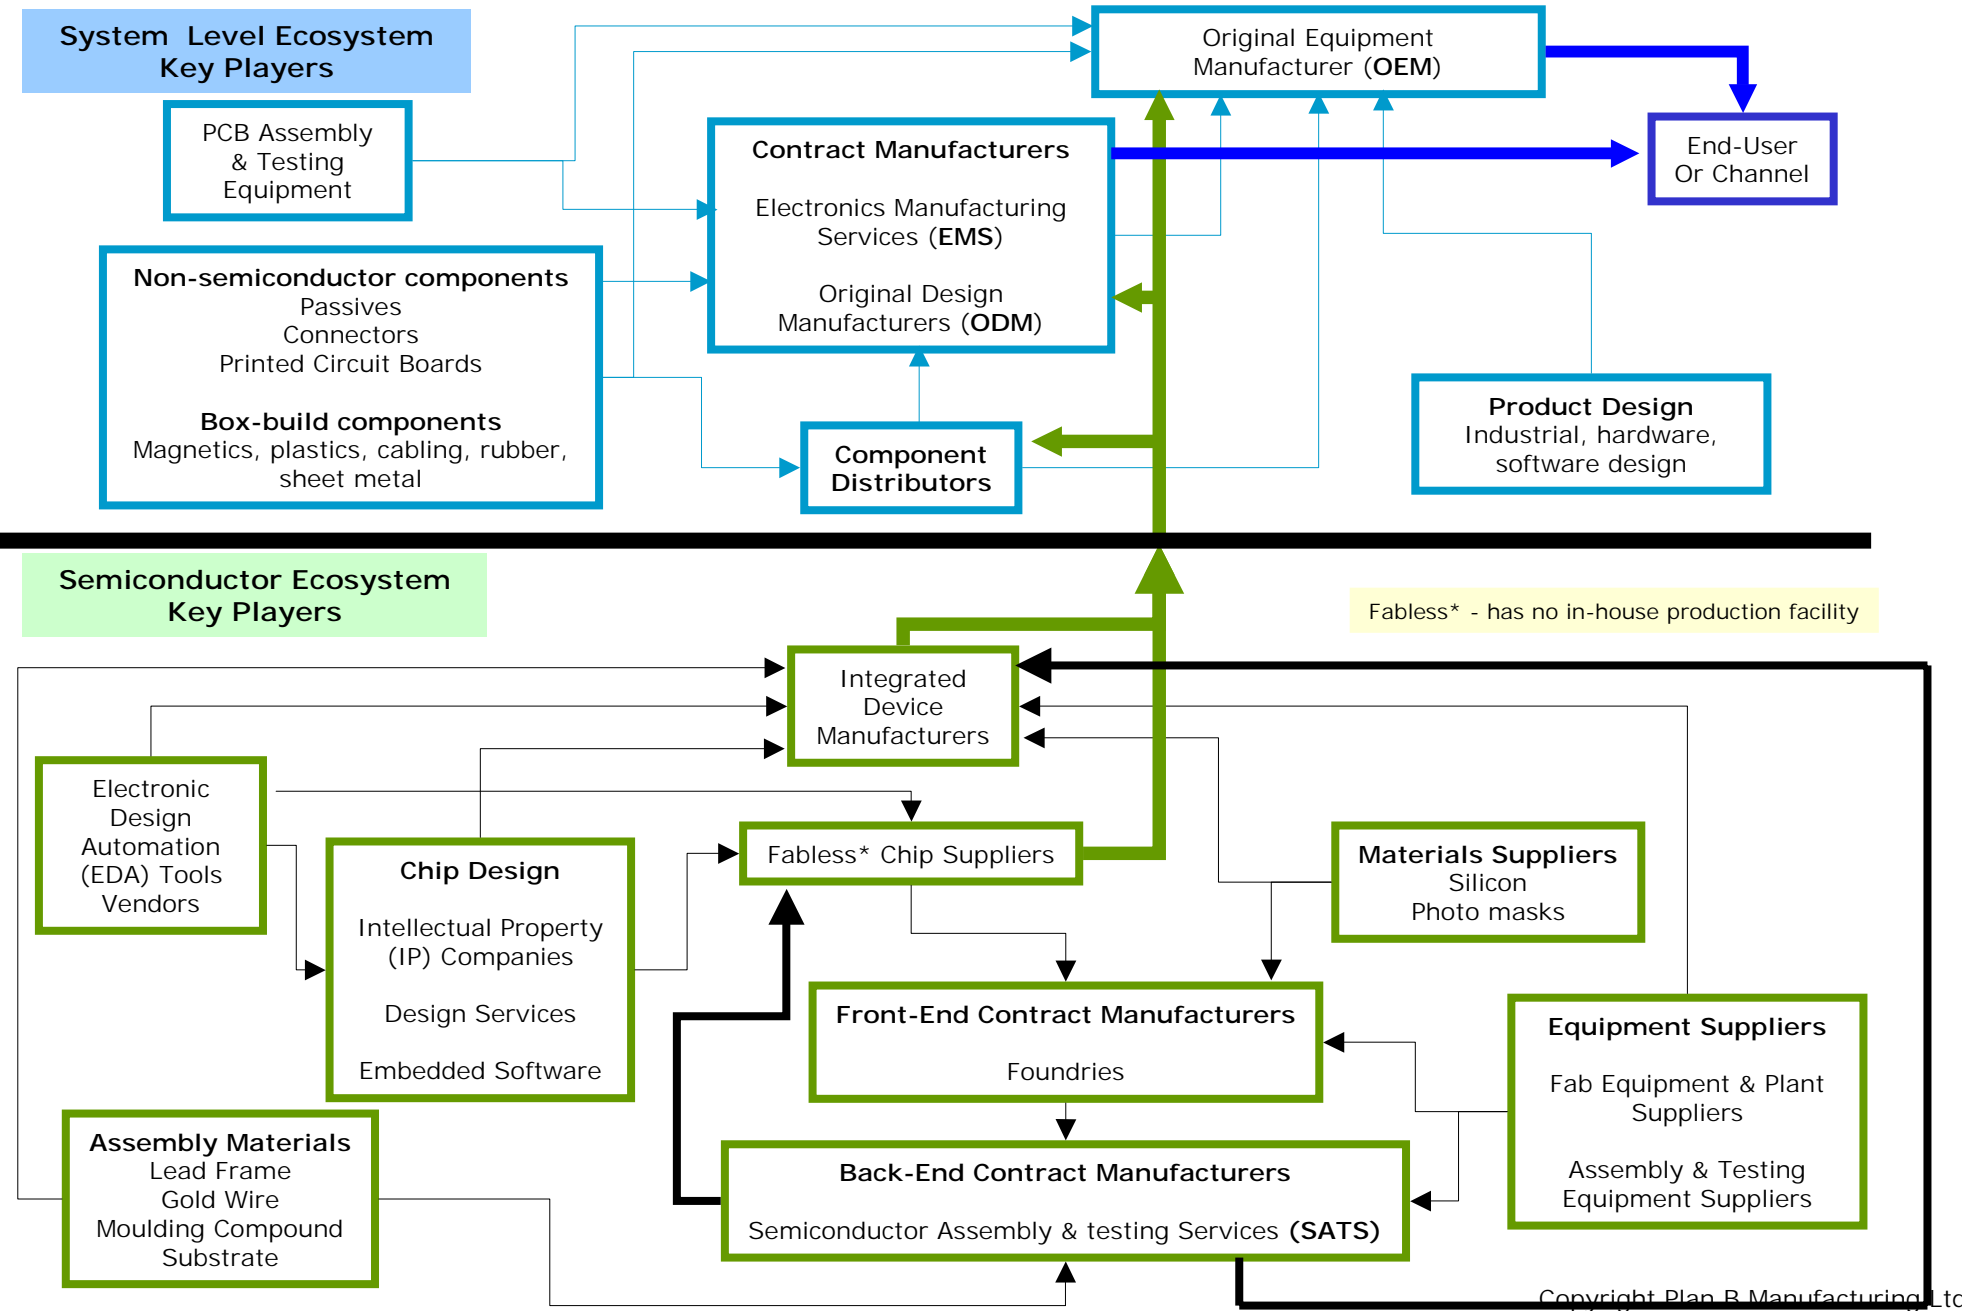 System Level Ecosystem
Key Players
Original Equipment
Manufacturer (OEM)
PCB Assembly
& Testing
Equipment
Contract Manufacturers
Electronics Manufacturing
Services (EMS)
Original Design
Manufacturers (ODM)
End-User
Or Channel
Non-semiconductor components
Passives
Connectors
Printed Circuit Boards
Box-build components
Magnetics, plastics, cabling, rubber,
sheet metal
Component
Distributors
Product Design
Industrial, hardware,
software design
Semiconductor Ecosystem
Key Players
Fabless* - has no in-house production facility
Integrated
Device
Manufacturers
Electronic
Design
Automation
(EDA) Tools
Vendors
Chip Design
Intellectual Property
(IP) Companies
Design Services
Embedded Software
Fabless* Chip Suppliers
Materials Suppliers
Silicon
Photo masks
Front-End Contract Manufacturers
Foundries
Equipment Suppliers
Fab Equipment & Plant
Suppliers
Assembly & Testing
Equipment Suppliers
Assembly Materials
Lead Frame
Gold Wire
Moulding Compound
Substrate
Back-End Contract Manufacturers
Semiconductor Assembly & testing Services (SATS)
Copyright Plan B Manufacturing Ltd